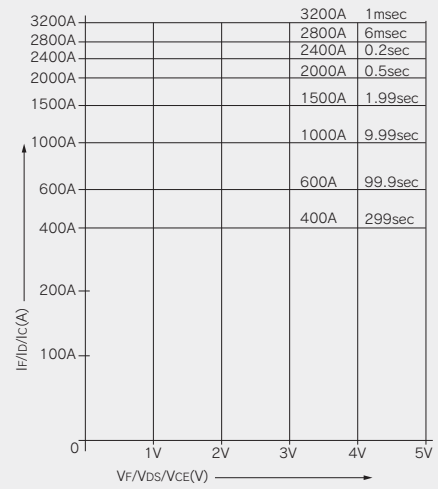 3200A 3200A 1msec
2800A 2800A 6msec
2400A 2400A 0.2sec
2000A 2000A 0.5sec
1500A 1500A 1.99sec
1000A 1000A 9.99sec
600A 600A 99.9sec
400A 400A 299sec
200A
100A
IF/ID/IC(A)
0 1V 2V 3V 4V 5V
VF/VDS/VCE(V)